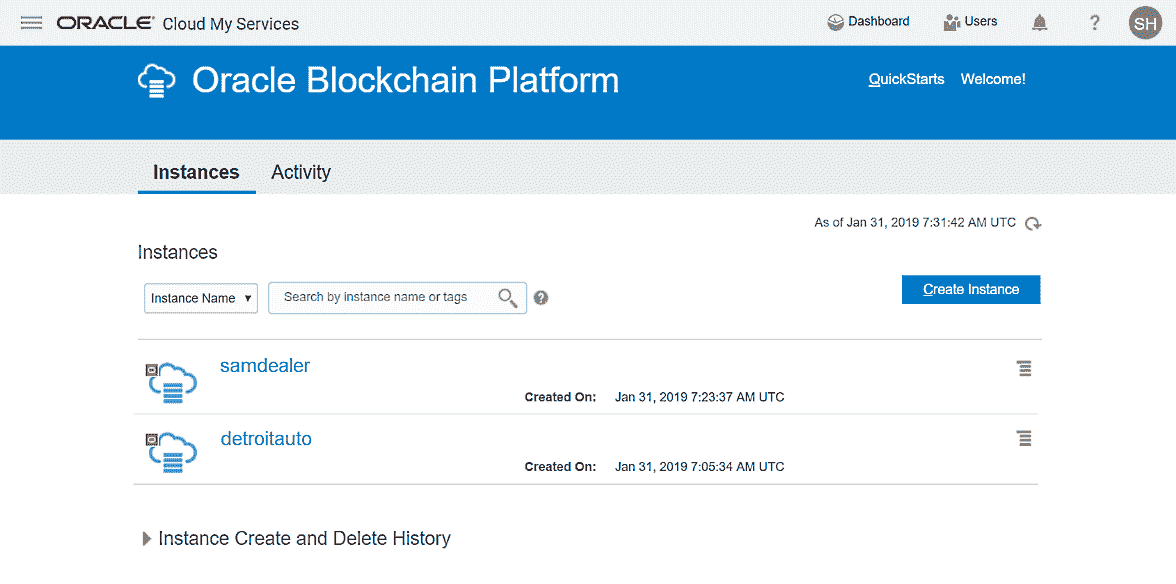 ORACLE Cloud My Services
Dashboard
Users
?
SH
Oracle Blockchain Platform
QuickStarts
Welcome!
Instances
Activity
As of Jan 31, 2019 7:31:42 AM UTC
Instances
Instance Name
Search by instance name or tags
?
Create Instance
samdealer
Created On: Jan 31, 2019 7:23:37 AM UTC
detroitauto
Created On: Jan 31, 2019 7:05:34 AM UTC
Instance Create and Delete History